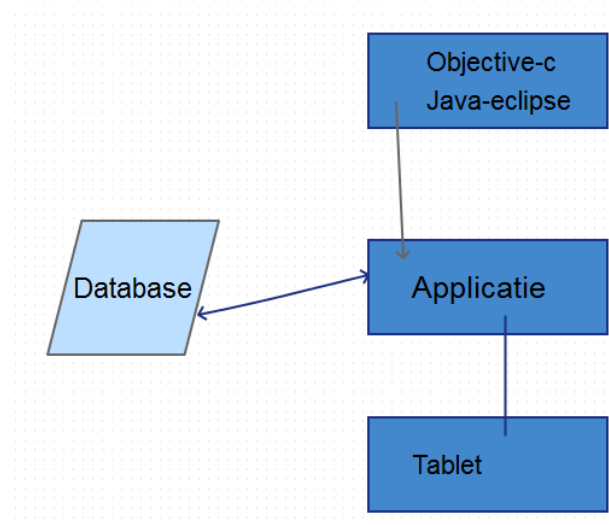 Objective-c
Java-eclipse
Database
Applicatie
Tablet